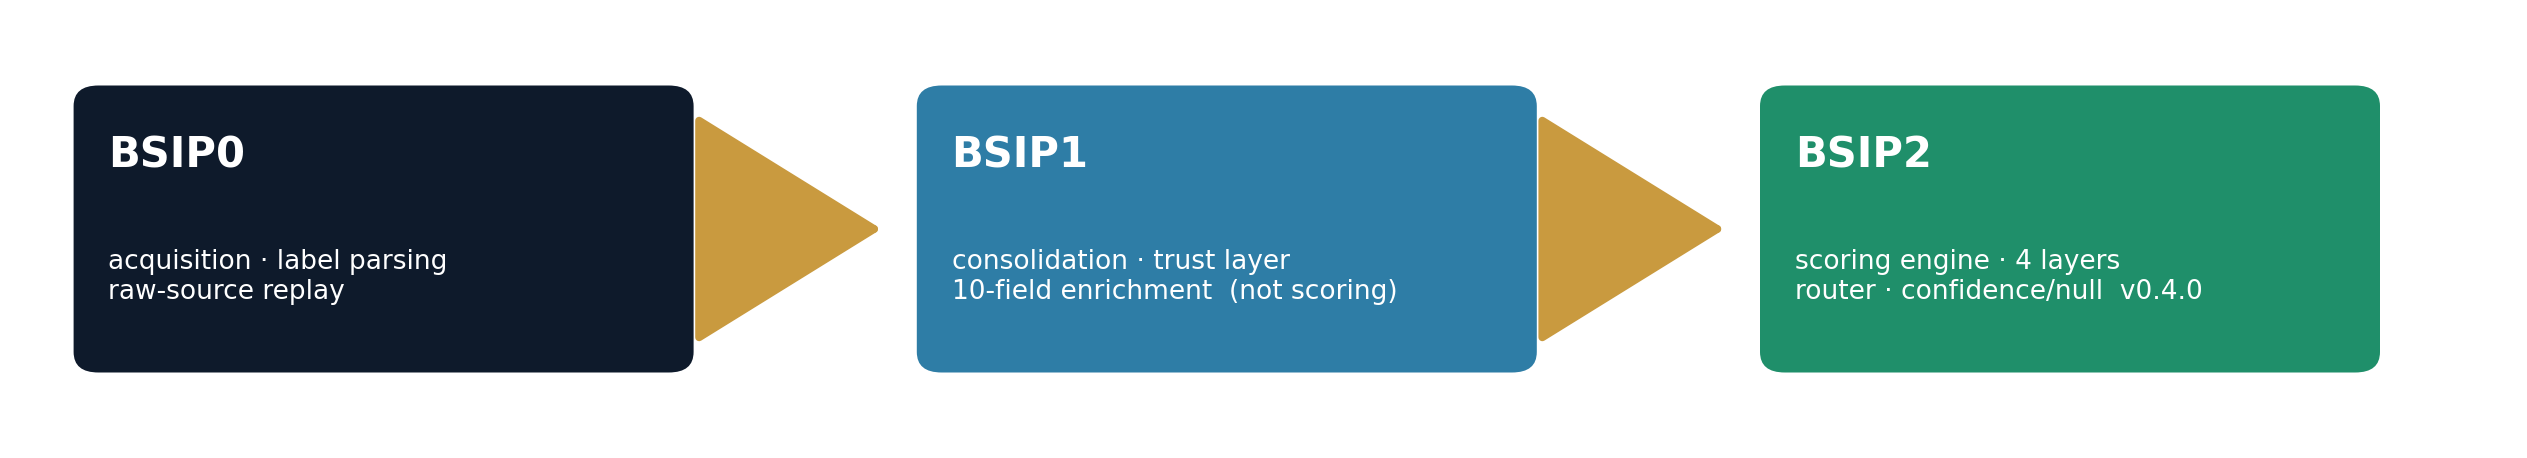 BSIP0
acquisition · label parsing
raw-source replay
BSIP1
consolidation · trust layer
10-field enrichment  (not scoring)
BSIP2
scoring engine · 4 layers
router · confidence/null  v0.4.0